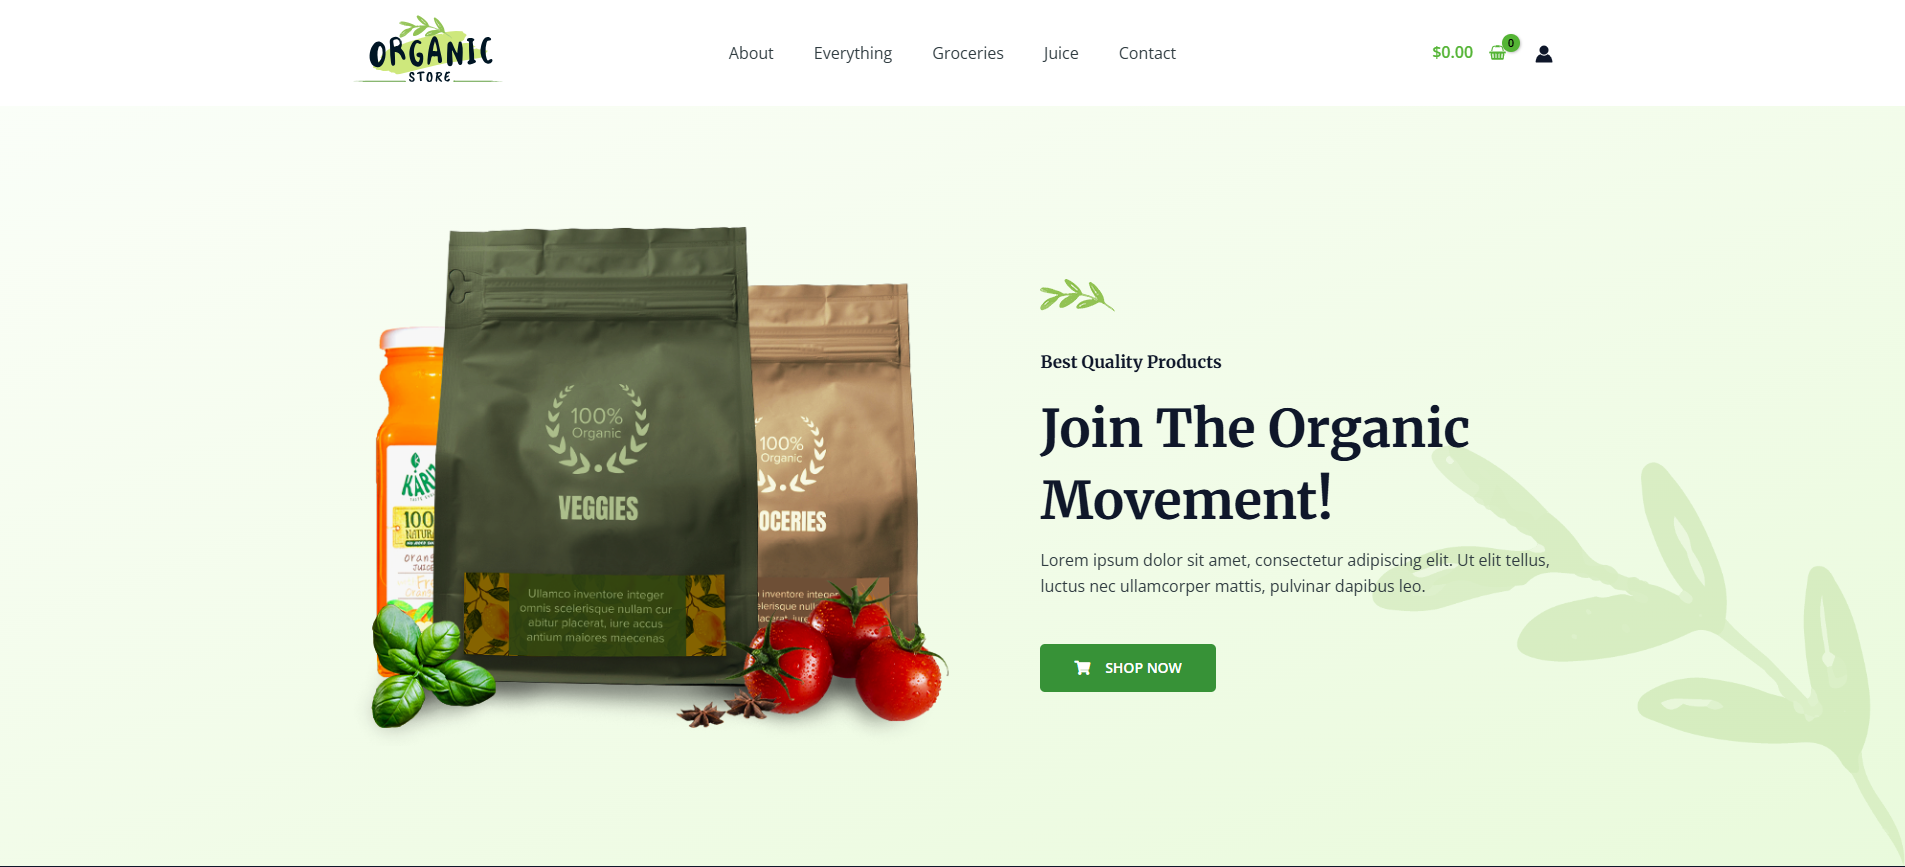 ORGANIC
STORE
About
Everything
Groceries
Juice
Contact
$0.00
0
100%
Organic
VEGGIES
Ullamco inventore integer
omnis scelerisque nullam cur
abitur placerat, iure accus
antium maiores maecenas
100%
Organic
OCERIES
inventore integer
Best Quality Products
Join The Organic
Movement!
Lorem ipsum dolor sit amet, consectetur adipiscing elit. Ut elit tellus,
luctus nec ullamcorper mattis, pulvinar dapibus leo.
SHOP NOW